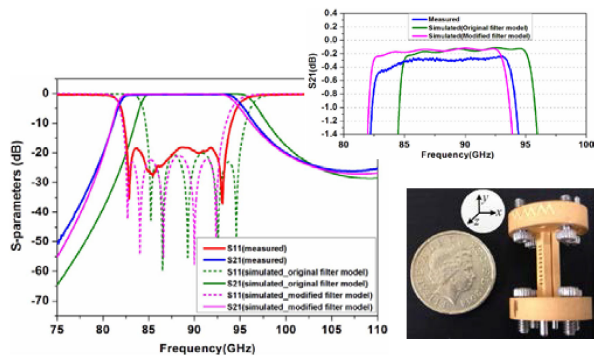 0
-10
-20
-30
-40
-50
-60
-70
S-parameters (dB)
75 80 85 90 95 100 105 110
Frequency(GHz)
S11(measured)
S21(measured)
S11(simulated_original filter model)
S21(simulated_original filter model)
S11(simulated_modified filter model)
S21(simulated_modified filter model)
0.4
0.2
0.0
-0.2
-0.4
-0.6
-0.8
-1.0
-1.2
-1.4
S21(dB)
80 85 90 95 100
Frequency(GHz)
Measured
Simulated(Original filter model)
Simulated(Modified filter model)
y
x
z